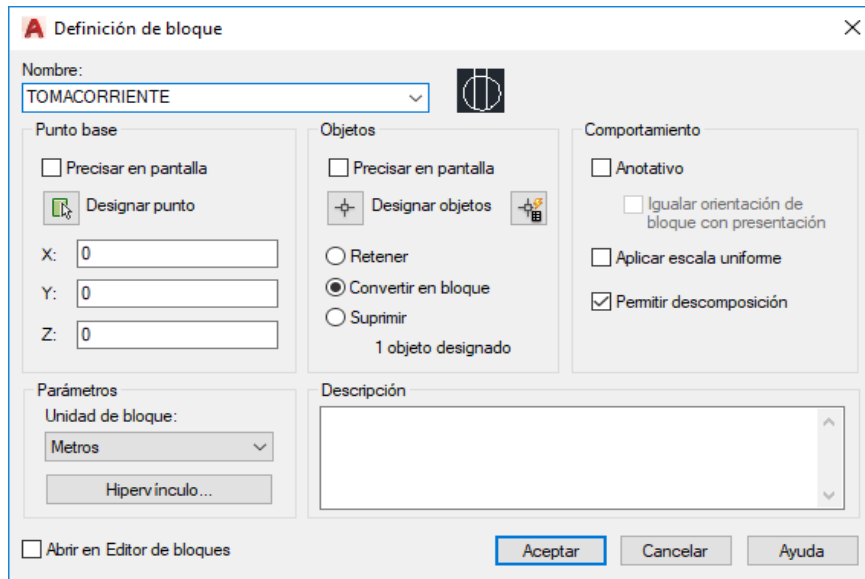 Definición de bloque
Nombre:
TOMACORRIENTE
Punto base
Precisar en pantalla
Designar punto
X: 0
Y: 0
Z: 0
Objetos
Precisar en pantalla
Designar objetos
Retener
Convertir en bloque
Suprimir
1 objeto designado
Comportamiento
Anotativo
Igualar orientación de
bloque con presentación
Aplicar escala uniforme
Permitir descomposición
Parámetros
Unidad de bloque:
Metros
Hipervínculo...
Descripción
Abrir en Editor de bloques
Aceptar
Cancelar
Ayuda